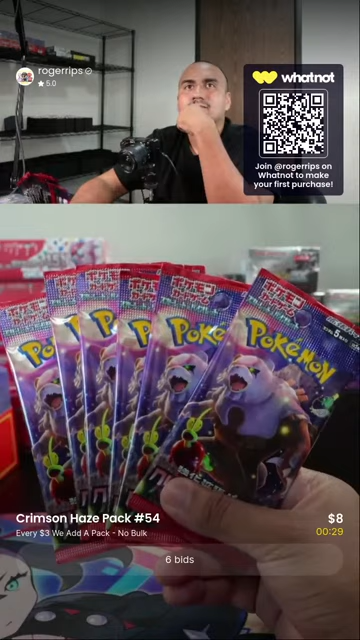 rogerrips
★ 5.0
whatnot
Join @rogerrips on
Whatnot to make
your first purchase!
Pokémon
Crimson Haze Pack #54
$8
Every $3 We Add A Pack - No Bulk
00:29
6 bids